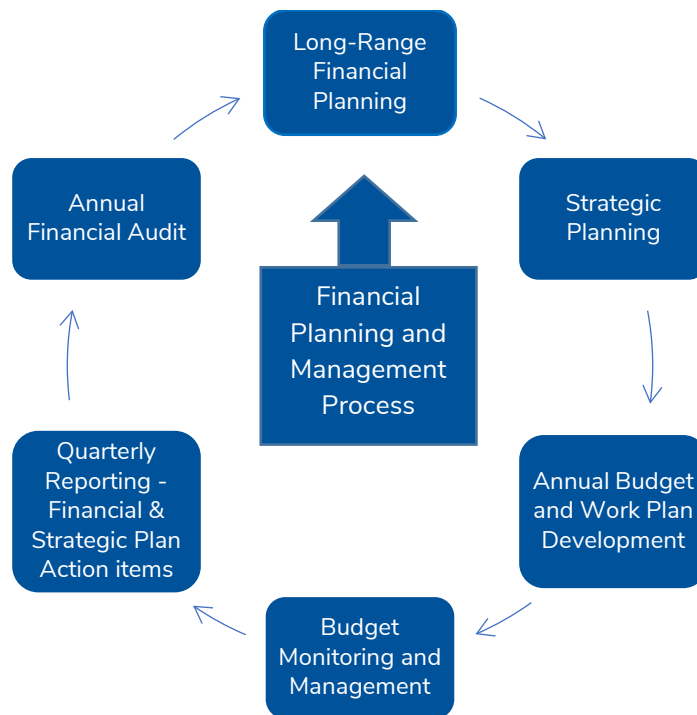 Long-Range
Financial
Planning
Strategic
Planning
Annual Budget
and Work Plan
Development
Budget
Monitoring and
Management
Quarterly
Reporting -
Financial &
Strategic Plan
Action items
Annual
Financial Audit
Financial
Planning and
Management
Process